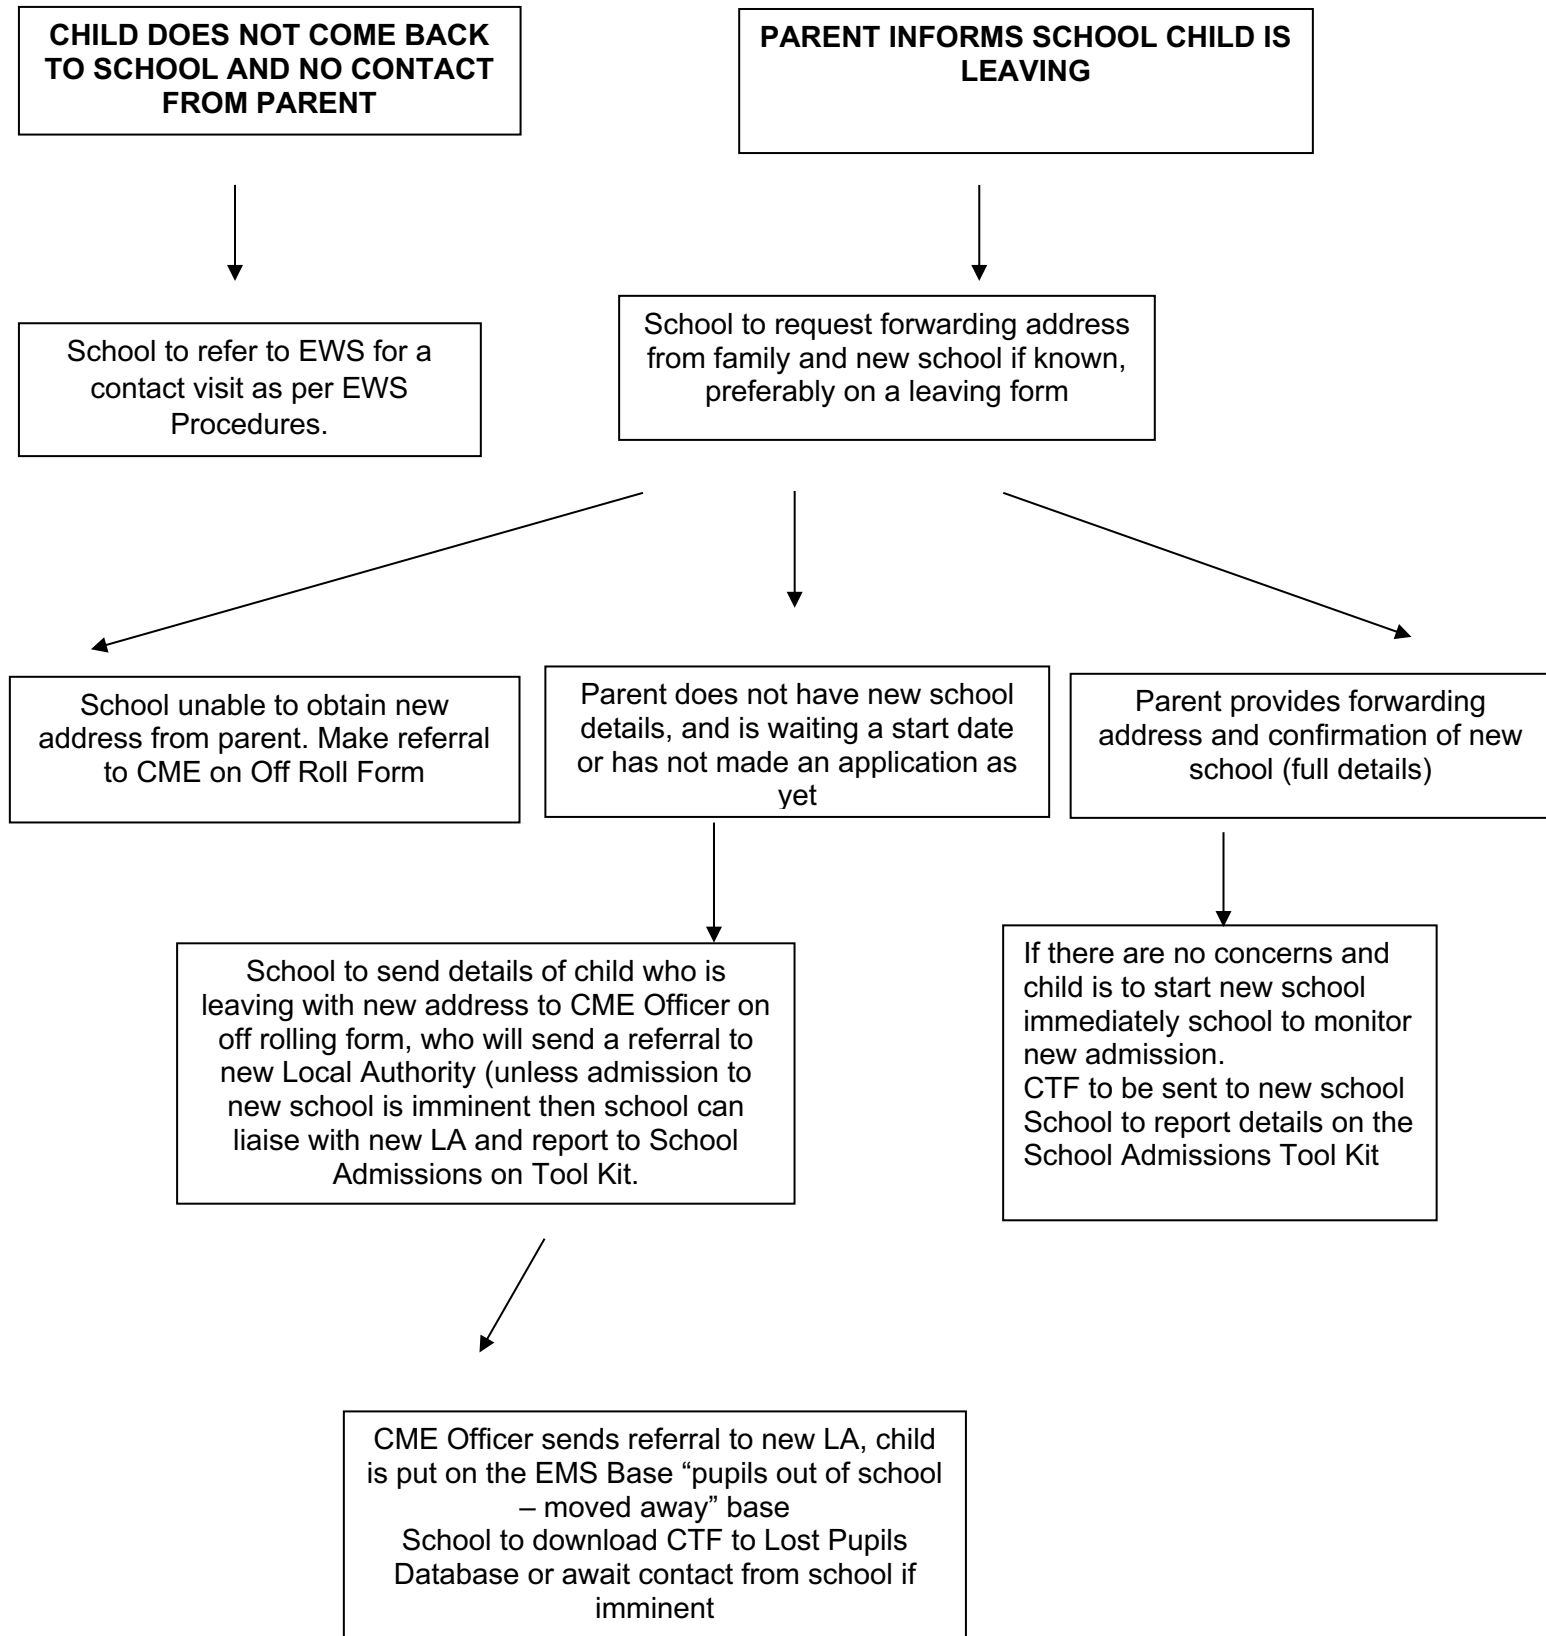 CHILD DOES NOT COME BACK
TO SCHOOL AND NO CONTACT
FROM PARENT
PARENT INFORMS SCHOOL CHILD IS
LEAVING
School to refer to EWS for a
contact visit as per EWS
Procedures.
School to request forwarding address
from family and new school if known,
preferably on a leaving form
School unable to obtain new
address from parent. Make referral
to CME on Off Roll Form
Parent does not have new school
details, and is waiting a start date
or has not made an application as
yet
Parent provides forwarding
address and confirmation of new
school (full details)
School to send details of child who is
leaving with new address to CME Officer on
off rolling form, who will send a referral to
new Local Authority (unless admission to
new school is imminent then school can
liaise with new LA and report to School
Admissions on Tool Kit.
If there are no concerns and
child is to start new school
immediately school to monitor
new admission.
CTF to be sent to new school
School to report details on the
School Admissions Tool Kit
CME Officer sends referral to new LA, child
is put on the EMS Base “pupils out of school
– moved away” base
School to download CTF to Lost Pupils
Database or await contact from school if
imminent